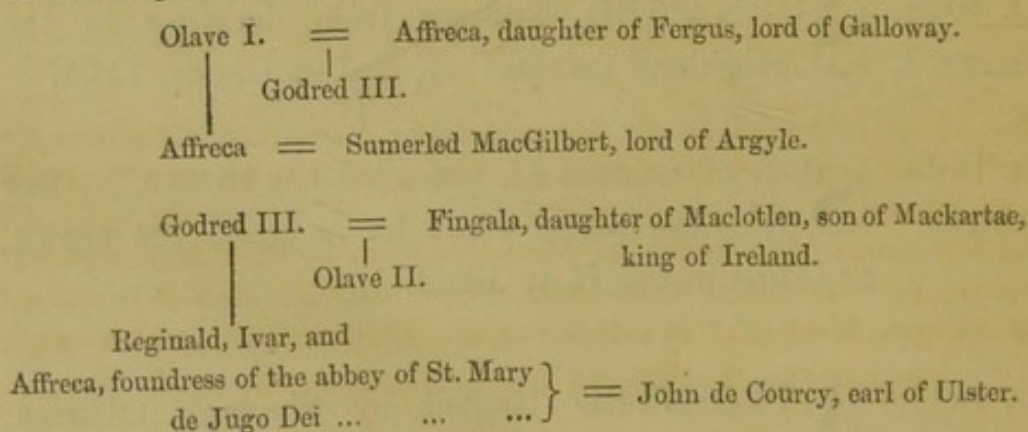 Olave I. = Affreca, daughter of Fergus, lord of Galloway.
Godred III.
Affreca = Sumerled MacGilbert, lord of Argyle.
Godred III. = Fingala, daughter of Maclotlen, son of Mackartae,
king of Ireland.
Olave II.
Reginald, Ivar, and
Affreca, foundress of the abbey of St. Mary } = John de Courcy, earl of Ulster.
de Jugo Dei ... ... ...